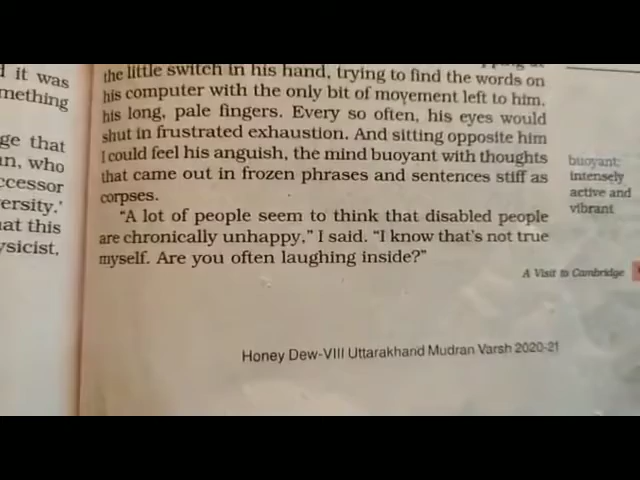 d it was
mething
ge that
an, who
ccessor
ersity.'
at this
ysicist,
the little switch in his hand, trying to find the words on
his computer with the only bit of movement left to him,
his long, pale fingers. Every so often, his eyes would
shut in frustrated exhaustion. And sitting opposite him
I could feel his anguish, the mind buoyant with thoughts
that came out in frozen phrases and sentences stiff as
corpses.
“A lot of people seem to think that disabled people
are chronically unhappy,” I said. “I know that’s not true
myself. Are you often laughing inside?”
buoyant:
intensely
active and
vibrant
A Visit to Cambridge
Honey Dew-VIII Uttarakhand Mudran Varsh 2020-21